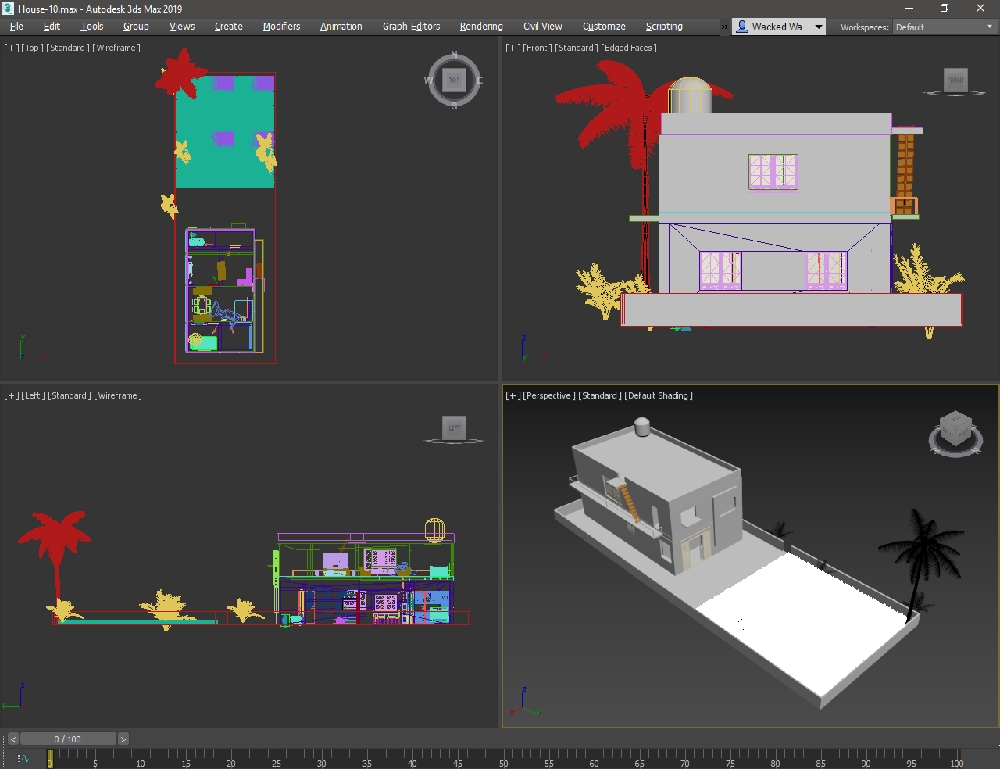 House-10.max - Autodesk 3ds Max 2019
File Edit Tools Group Views Create Modifiers Animation Graph Editors Rendering Civil View Customize Scripting » Wacked Wa Workspaces: Default
[+] [Top] [Standard] [Wireframe]
[+] [Front] [Standard] [Edged Faces]
N
W TOP E
S
FRONT
[+] [Left] [Standard] [Wireframe]
[+] [Perspective] [Standard] [Default Shading]
LEFT
< 0 / 100 >
0 5 10 15 20 25 30 35 40 45 50 55 60 65 70 75 80 85 90 95 100